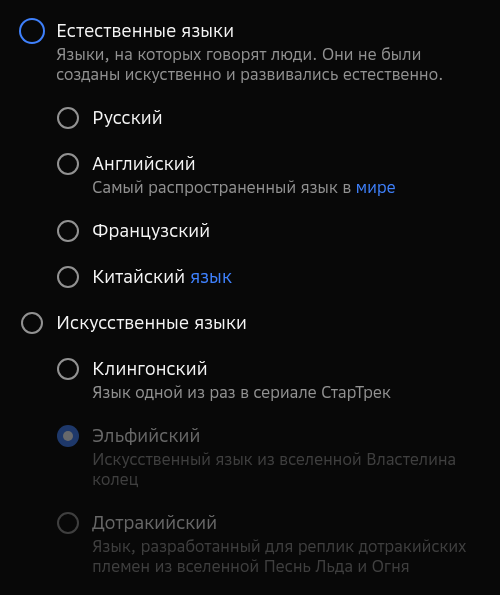 Естественные языки
Языки, на которых говорят люди. Они не были
созданы искуственно и развивались естественно.
Русский
Английский
Самый распространенный язык в мире
Французский
Китайский язык
Искусственные языки
Клингонский
Язык одной из раз в сериале СтарТрек
Эльфийский
Искусственный язык из вселенной Властелина
колец
Дотракийский
Язык, разработанный для реплик дотракийских
племен из вселенной Песнь Льда и Огня